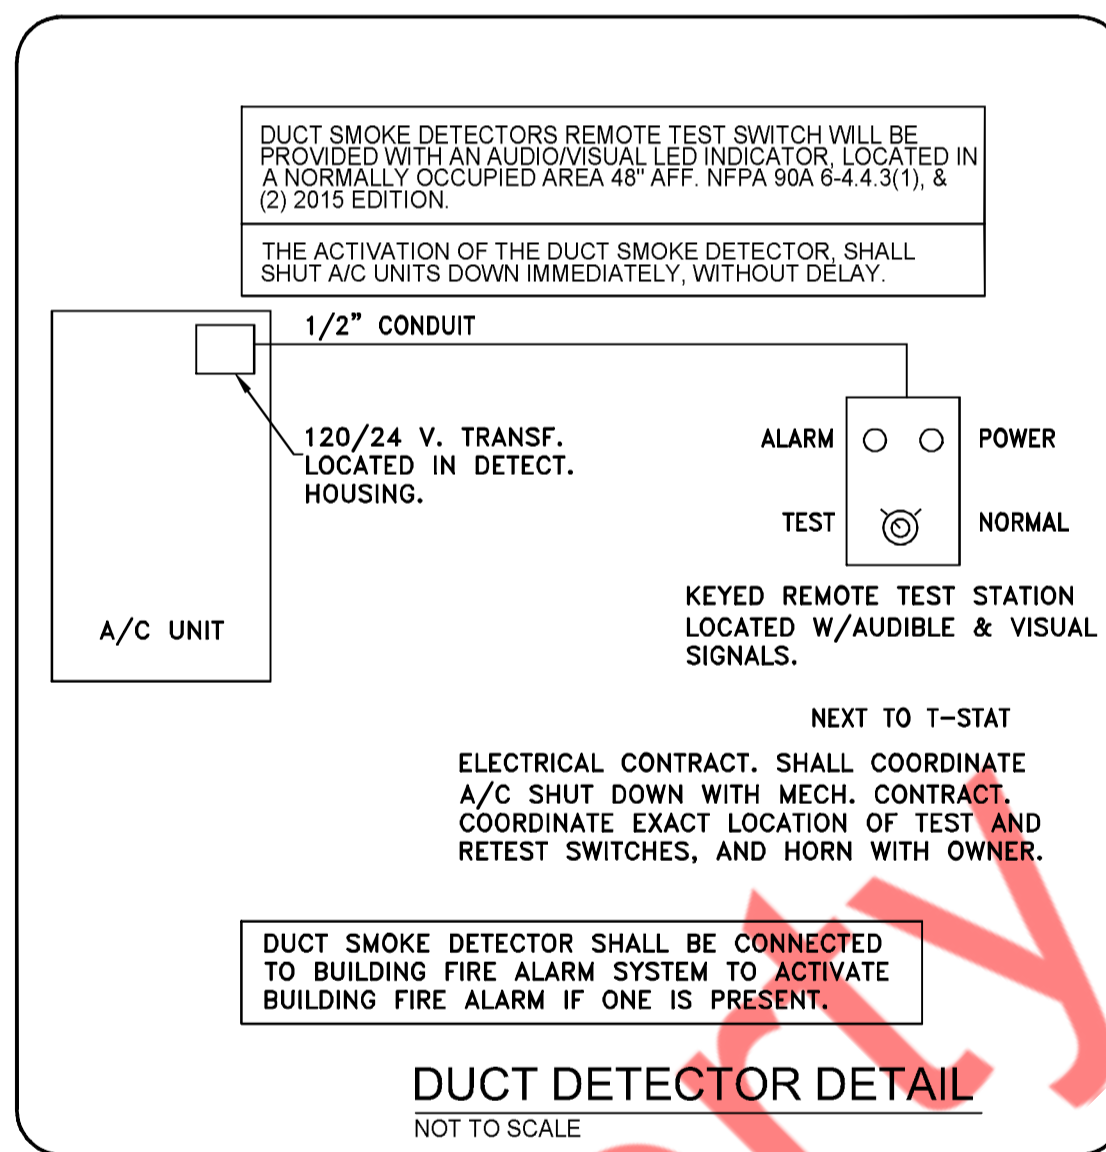 DUCT SMOKE DETECTORS REMOTE TEST SWITCH WILL BE
PROVIDED WITH AN AUDIO/VISUAL LED INDICATOR, LOCATED IN
A NORMALLY OCCUPIED AREA 48" AFF. NFPA 90A 6-4.4.3(1), &
(2) 2015 EDITION.
THE ACTIVATION OF THE DUCT SMOKE DETECTOR, SHALL
SHUT A/C UNITS DOWN IMMEDIATELY, WITHOUT DELAY.
1/2" CONDUIT
120/24 V. TRANSF.
LOCATED IN DETECT.
HOUSING.
A/C UNIT
ALARM
POWER
TEST
NORMAL
KEYED REMOTE TEST STATION
LOCATED W/AUDIBLE & VISUAL
SIGNALS.
NEXT TO T-STAT
ELECTRICAL CONTRACT. SHALL COORDINATE
A/C SHUT DOWN WITH MECH. CONTRACT.
COORDINATE EXACT LOCATION OF TEST AND
RETEST SWITCHES, AND HORN WITH OWNER.
DUCT SMOKE DETECTOR SHALL BE CONNECTED
TO BUILDING FIRE ALARM SYSTEM TO ACTIVATE
BUILDING FIRE ALARM IF ONE IS PRESENT.
DUCT DETECTOR DETAIL
NOT TO SCALE